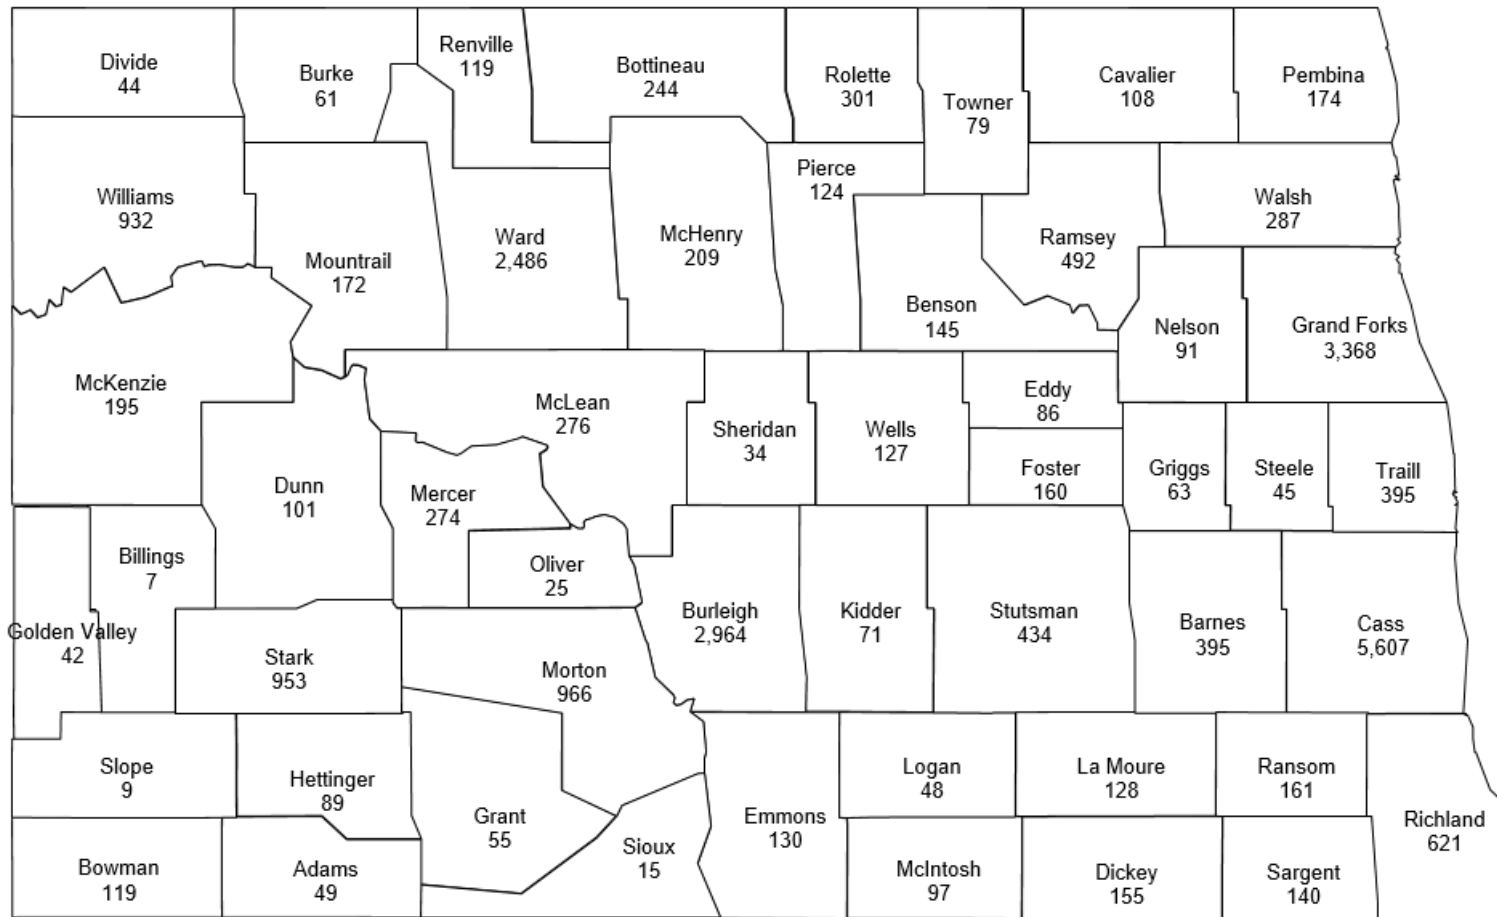 Divide
44
Burke
61
Renville
119
Bottineau
244
Rolette
301
Towner
79
Cavalier
108
Pembina
174
Williams
932
Mountrail
172
Ward
2,486
McHenry
209
Pierce
124
Benson
145
Ramsey
492
Walsh
287
Nelson
91
Grand Forks
3,368
McKenzie
195
Dunn
101
McLean
276
Mercer
274
Oliver
25
Sheridan
34
Wells
127
Eddy
86
Foster
160
Griggs
63
Steele
45
Traill
395
Golden Valley
42
Billings
7
Stark
953
Morton
966
Burleigh
2,964
Kidder
71
Stutsman
434
Barnes
395
Cass
5,607
Slope
9
Hettinger
89
Grant
55
Sioux
15
Emmons
130
Logan
48
La Moure
128
Ransom
161
Richland
621
Bowman
119
Adams
49
McIntosh
97
Dickey
155
Sargent
140